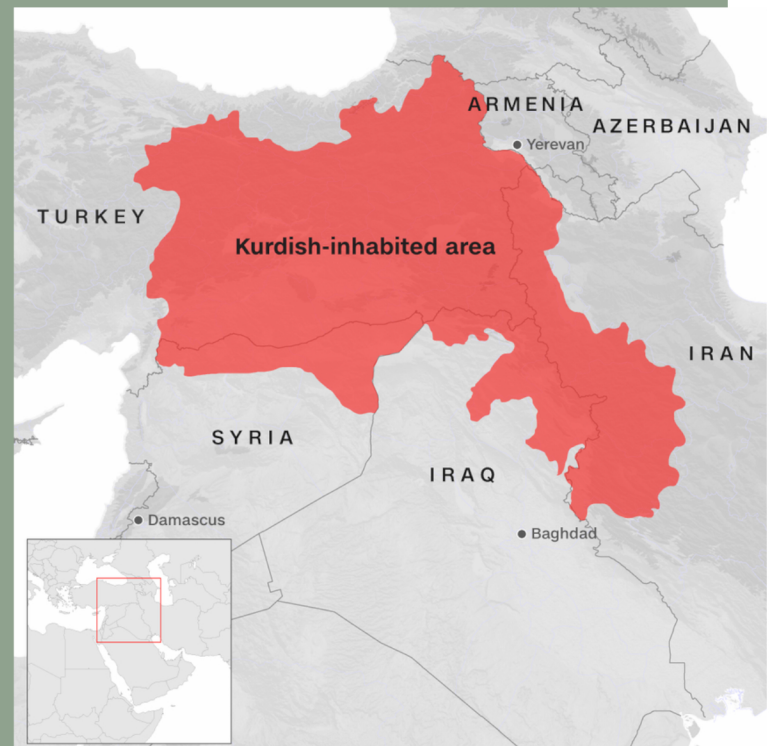 ARMENIA
AZERBAIJAN
Yerevan
TURKEY
Kurdish-inhabited area
IRAN
SYRIA
IRAQ
Damascus
Baghdad